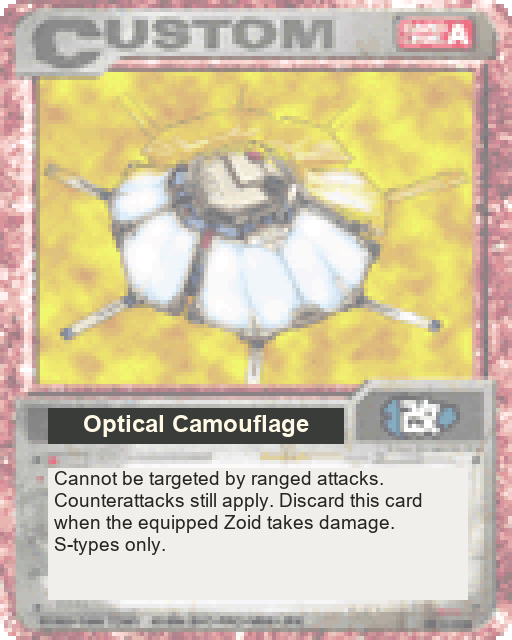 CUSTOM
A
Optical Camouflage
Cannot be targeted by ranged attacks.
Counterattacks still apply. Discard this card
when the equipped Zoid takes damage.
S-types only.